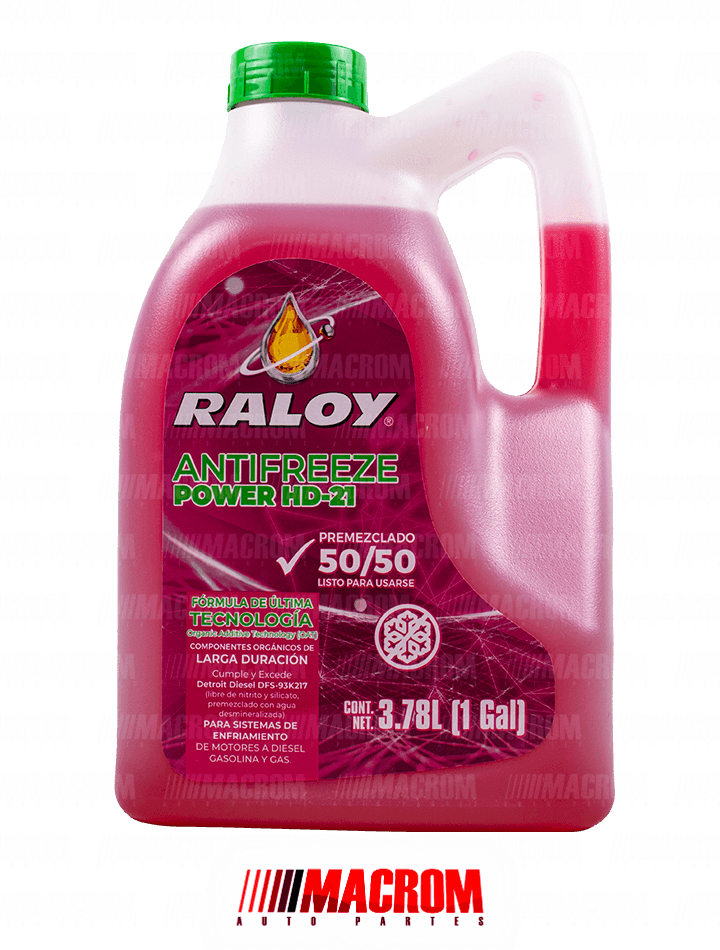 RALOY®
ANTIFREEZE
POWER HD-21
PREMEZCLADO
50/50
LISTO PARA USARSE
FÓRMULA DE ÚLTIMA
TECNOLOGÍA
Organic Additive Technology (OAT)
COMPONENTES ORGÁNICOS DE
LARGA DURACIÓN
Cumple y Excede
Detroit Diesel DFS-93K217
(libre de nitrito y silicato,
premezclado con agua
desmineralizada)
PARA SISTEMAS DE
ENFRIAMIENTO
DE MOTORES A DIESEL
GASOLINA Y GAS.
CONT.
NET. 3.78L (1 Gal)
MACROM
AUTO PARTES